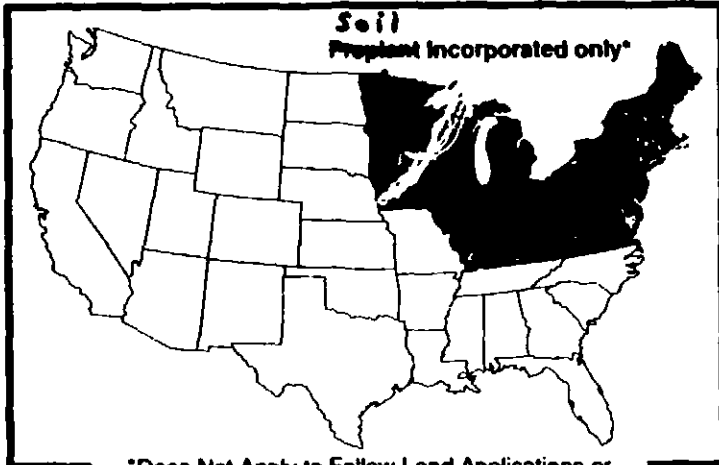 Soil
Preplant Incorporated only*
*Does Not Apply to Fallow Land Applications or